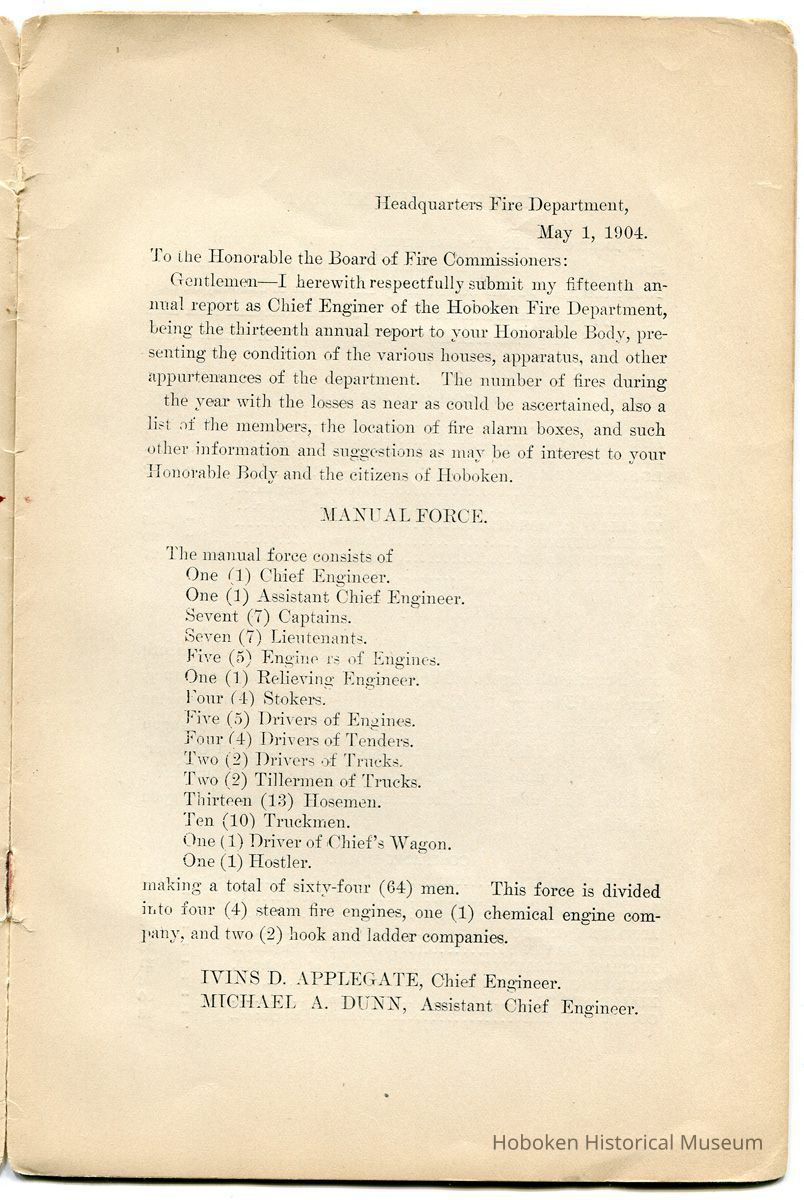 Headquarters Fire Department,
May 1, 1904.
To the Honorable the Board of Fire Commissioners:
Gentlemen—I herewith respectfully submit my fifteenth an-
nual report as Chief Enginer of the Hoboken Fire Department,
being the thirteenth annual report to your Honorable Body, pre-
senting the condition of the various houses, apparatus, and other
appurtenances of the department. The number of fires during
the year with the losses as near as could be ascertained, also a
list of the members, the location of fire alarm boxes, and such
other information and suggestions as may be of interest to your
Honorable Body and the citizens of Hoboken.
MANUAL FORCE.
The manual force consists of
One (1) Chief Engineer.
One (1) Assistant Chief Engineer.
Sevent (7) Captains.
Seven (7) Lieutenants.
Five (5) Engine rs of Engines.
One (1) Relieving Engineer.
Four (4) Stokers.
Five (5) Drivers of Engines.
Four (4) Drivers of Tenders.
Two (2) Drivers of Trucks.
Two (2) Tillermen of Trucks.
Thirteen (13) Hosemen.
Ten (10) Truckmen.
One (1) Driver of Chief's Wagon.
One (1) Hostler.
making a total of sixty-four (64) men. This force is divided
into four (4) steam fire engines, one (1) chemical engine com-
pany, and two (2) hook and ladder companies.
IVINS D. APPLEGATE, Chief Engineer.
MICHAEL A. DUNN, Assistant Chief Engineer.
Hoboken Historical Museum